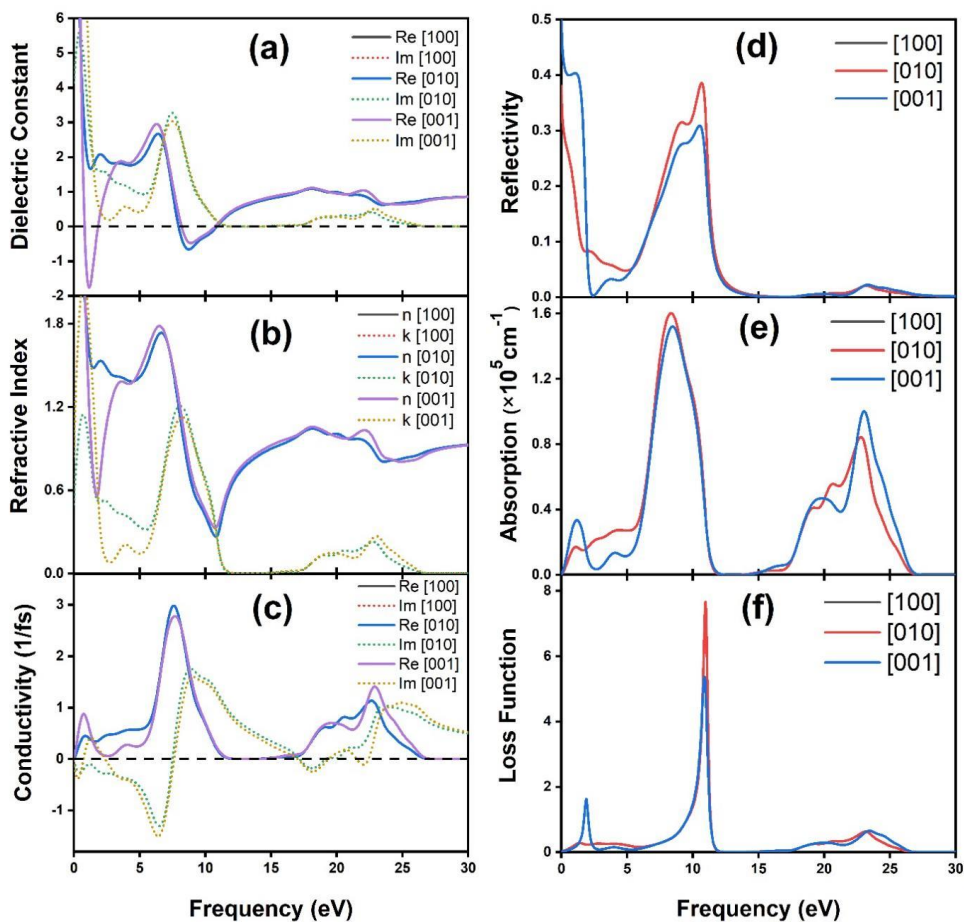 (a)
Dielectric Constant
6
5
4
3
2
1
0
-1
-2
Re [100]
Im [100]
Re [010]
Im [010]
Re [001]
Im [001]
(b)
Refractive Index
1.8
1.2
0.6
0.0
n [100]
k [100]
n [010]
k [010]
n [001]
k [001]
(c)
Conductivity (1/fs)
3
2
1
0
-1
Re [100]
Im [100]
Re [010]
Im [010]
Re [001]
Im [001]
0 5 10 15 20 25 30
Frequency (eV)
(d)
Reflectivity
0.5
0.4
0.3
0.1
0.0
[100]
[010]
[001]
(e)
Absorption (×10⁵ cm⁻¹)
1.6
1.2
0.8
0.4
0.0
[100]
[010]
[001]
(f)
Loss Function
8
6
4
2
0
[100]
[010]
[001]
0 5 10 15 20 25 30
Frequency (eV)